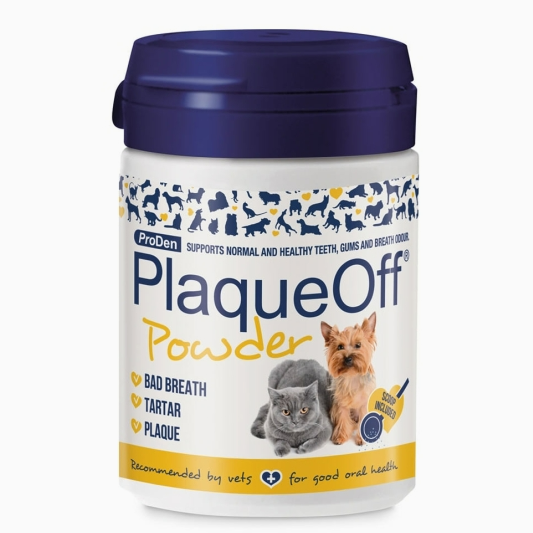 ProDen
SUPPORTS NORMAL AND HEALTHY TEETH, GUMS AND BREATH ODOUR.
PlaqueOff®
Powder
BAD BREATH
TARTAR
PLAQUE
SCOOP
INCLUDED
Recommended by vets for good oral health